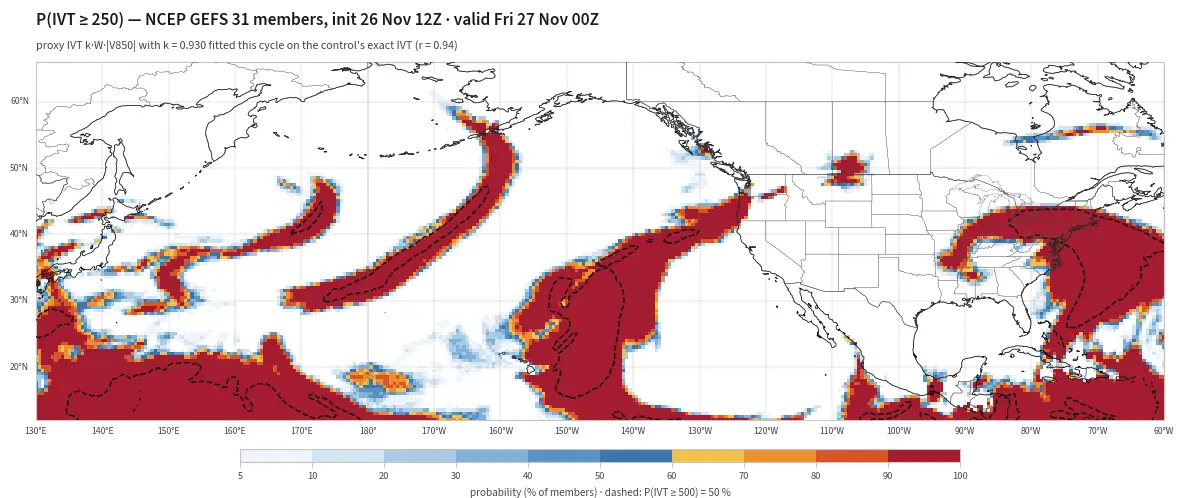 P(IVT ≥ 250) — NCEP GEFS 31 members, init 26 Nov 12Z · valid Fri 27 Nov 00Z
proxy IVT k·W·|V850| with k = 0.930 fitted this cycle on the control's exact IVT (r = 0.94)
60°N
50°N
40°N
30°N
20°N
130°E 140°E 150°E 160°E 170°E 180° 170°W 160°W 150°W 140°W 130°W 120°W 110°W 100°W 90°W 80°W 70°W 60°W
5 10 20 30 40 50 60 70 80 90 100
probability (% of members) · dashed: P(IVT ≥ 500) = 50 %